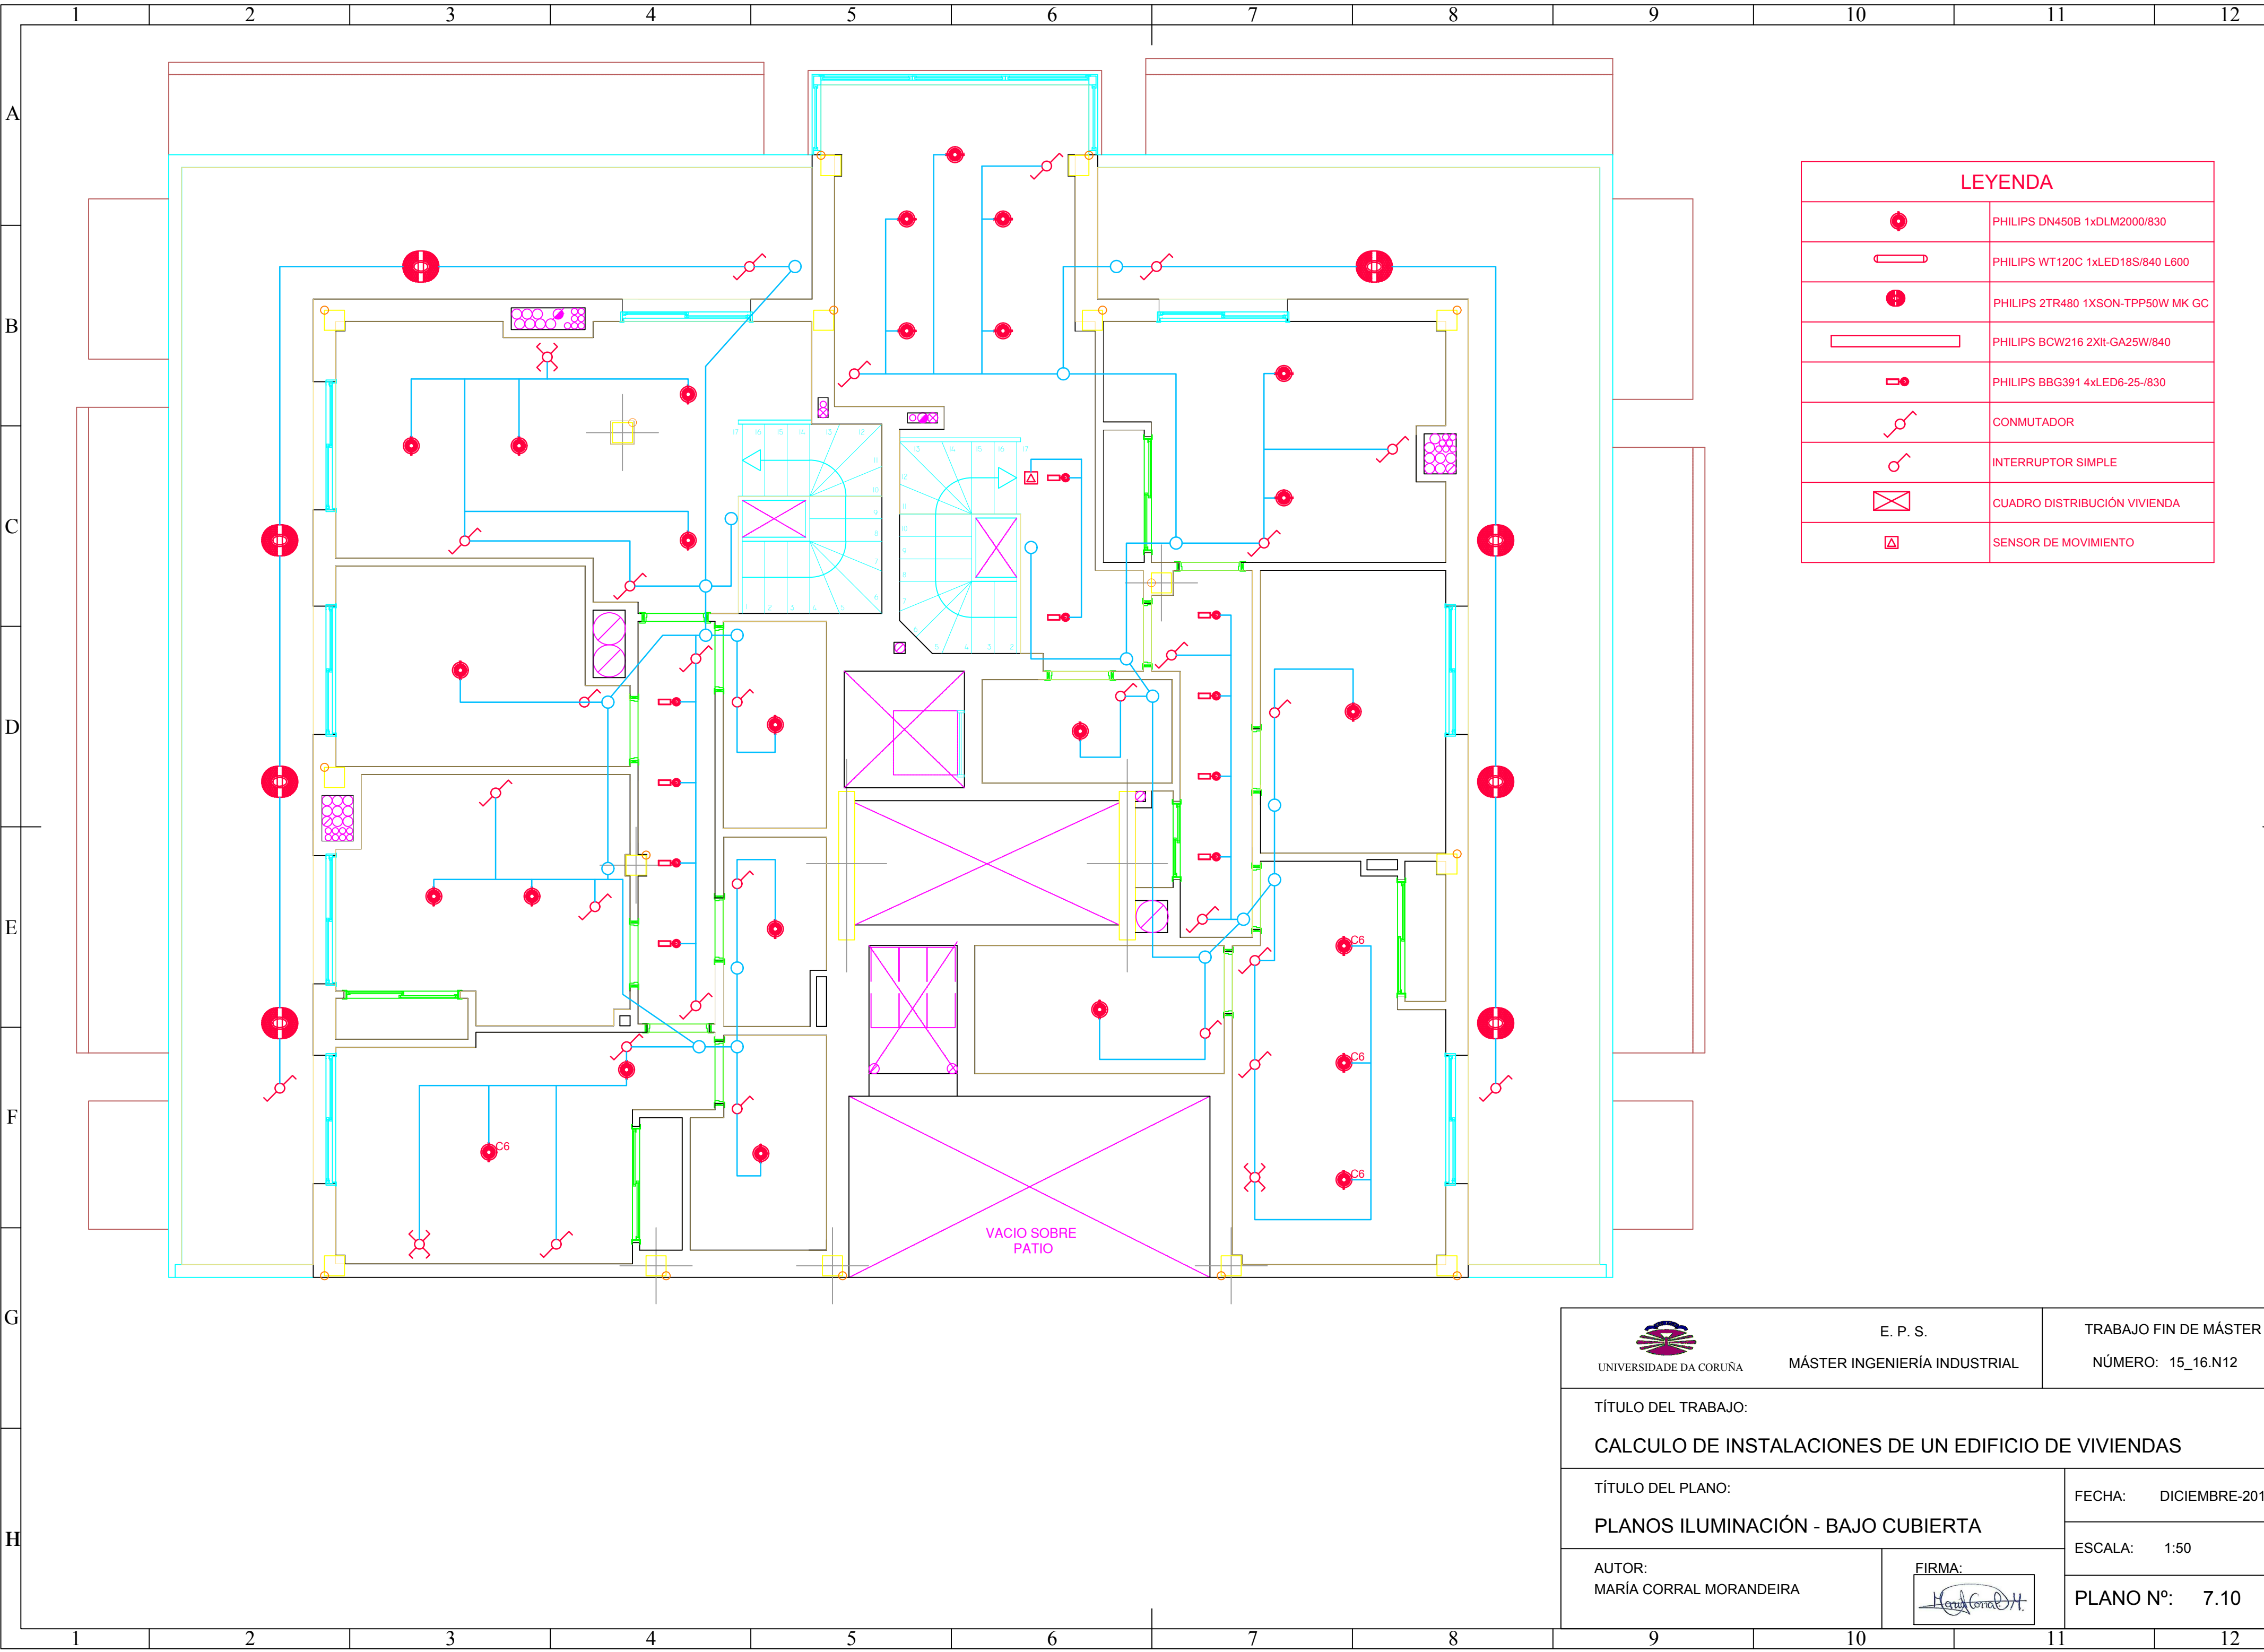 1 2 3 4 5 6 7 8 9 10 11 12
A
B
C
D
E
F
G
H
LEYENDA
PHILIPS DN450B 1xDLM2000/830
PHILIPS WT120C 1xLED18S/840 L600
PHILIPS 2TR480 1XSON-TPP50W MK GC
PHILIPS BCW216 2Xlt-GA25W/840
PHILIPS BBG391 4xLED6-25-/830
CONMUTADOR
INTERRUPTOR SIMPLE
CUADRO DISTRIBUCIÓN VIVIENDA
SENSOR DE MOVIMIENTO
C6
C6
C6
C6
VACIO SOBRE
PATIO
UNIVERSIDADE DA CORUÑA
E. P. S.
MÁSTER INGENIERÍA INDUSTRIAL
TRABAJO FIN DE MÁSTER
NÚMERO: 15_16.N12
TÍTULO DEL TRABAJO:
CALCULO DE INSTALACIONES DE UN EDIFICIO DE VIVIENDAS
TÍTULO DEL PLANO:
PLANOS ILUMINACIÓN - BAJO CUBIERTA
FECHA: DICIEMBRE-201
ESCALA: 1:50
AUTOR:
MARÍA CORRAL MORANDEIRA
FIRMA:
María Corral M.
PLANO Nº: 7.10
1 2 3 4 5 6 7 8 9 10 11 12